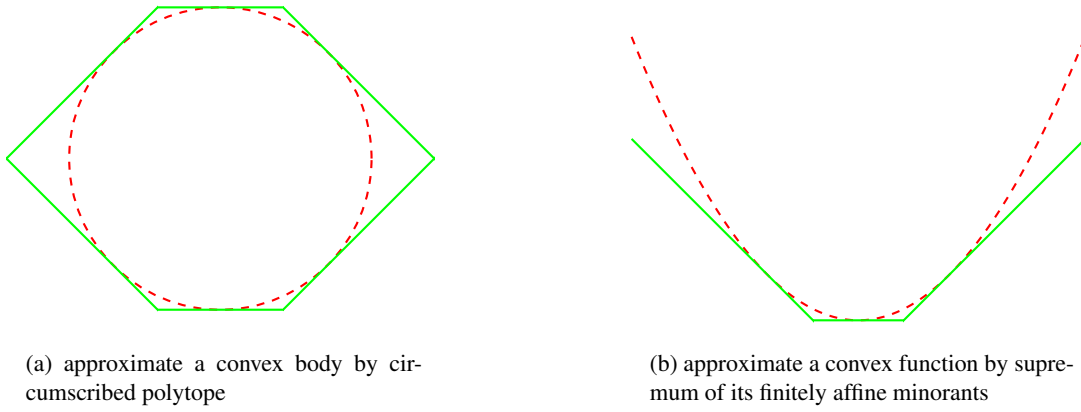 (a) approximate a convex body by cir-
cumscribed polytope
(b) approximate a convex function by supre-
mum of its finitely affine minorants